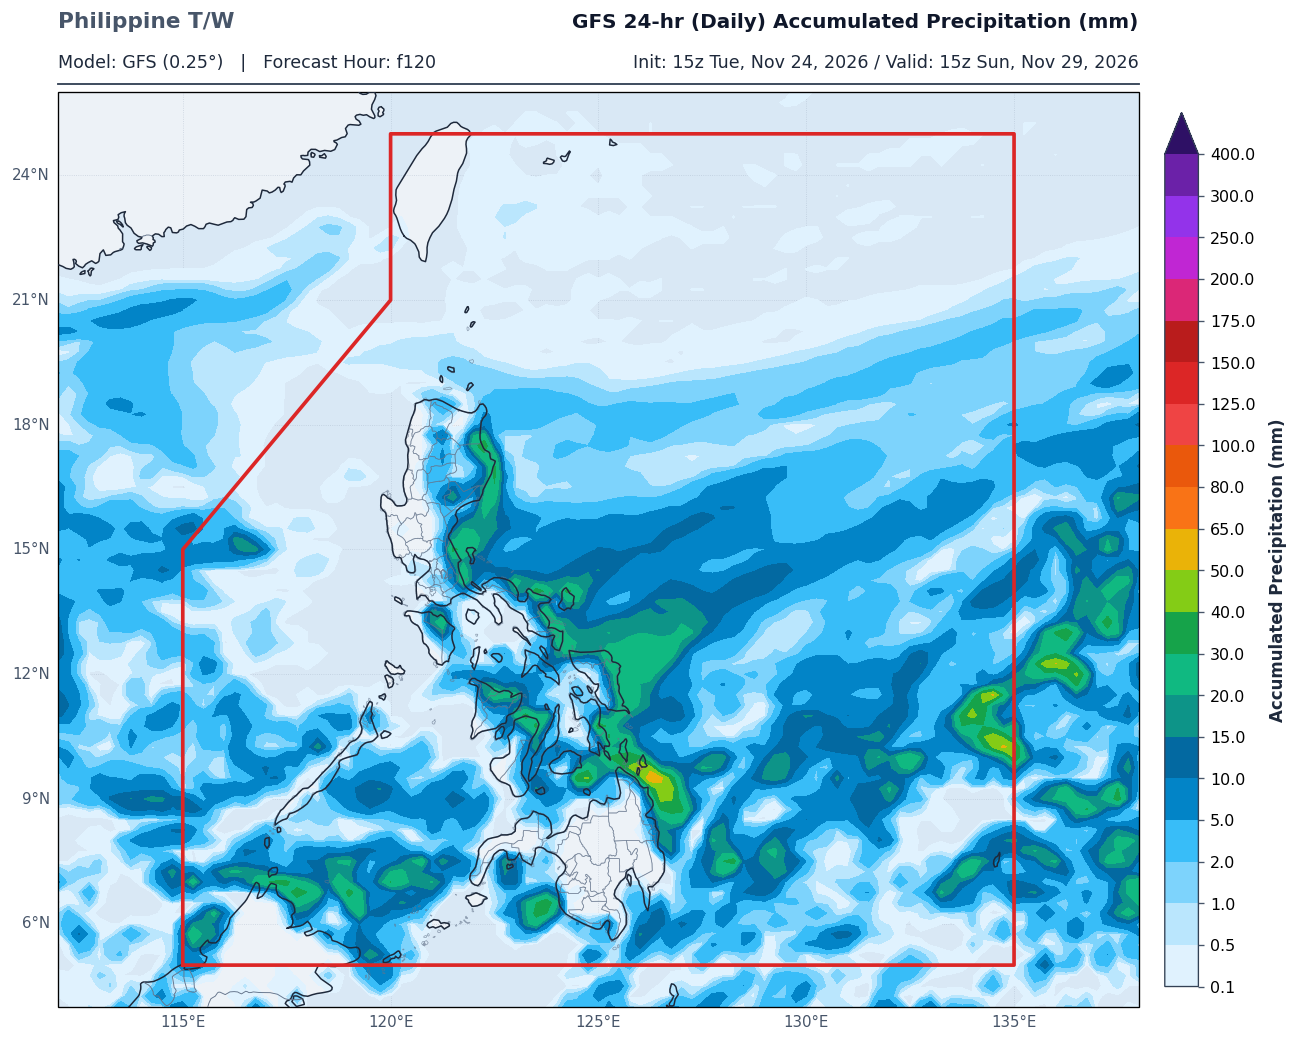 Philippine T/W
GFS 24-hr (Daily) Accumulated Precipitation (mm)
Model: GFS (0.25°) | Forecast Hour: f120
Init: 15z Tue, Nov 24, 2026 / Valid: 15z Sun, Nov 29, 2026
24°N
21°N
18°N
15°N
12°N
9°N
6°N
115°E
120°E
125°E
130°E
135°E
400.0
300.0
250.0
200.0
175.0
150.0
125.0
100.0
80.0
65.0
50.0
40.0
30.0
20.0
15.0
10.0
5.0
2.0
1.0
0.5
0.1
Accumulated Precipitation (mm)